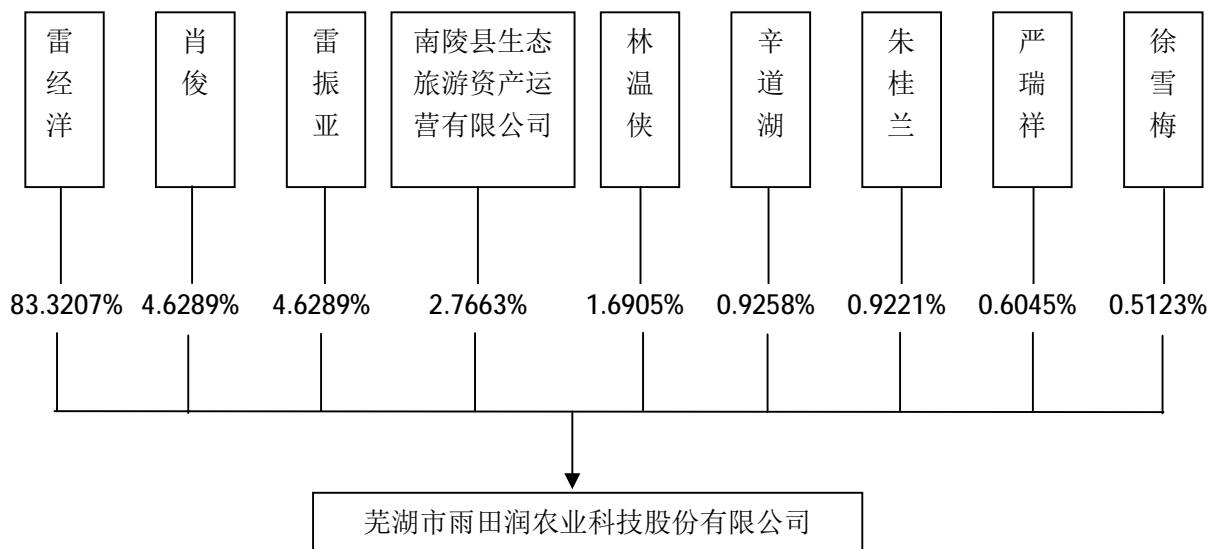 雷经洋
肖俊
雷振亚
南陵县生态
旅游资产运
营有限公司
林温侠
辛道湖
朱桂兰
严瑞祥
徐雪梅
83.3207% 4.6289% 4.6289% 2.7663% 1.6905% 0.9258% 0.9221% 0.6045% 0.5123%
芜湖市雨田润农业科技股份有限公司